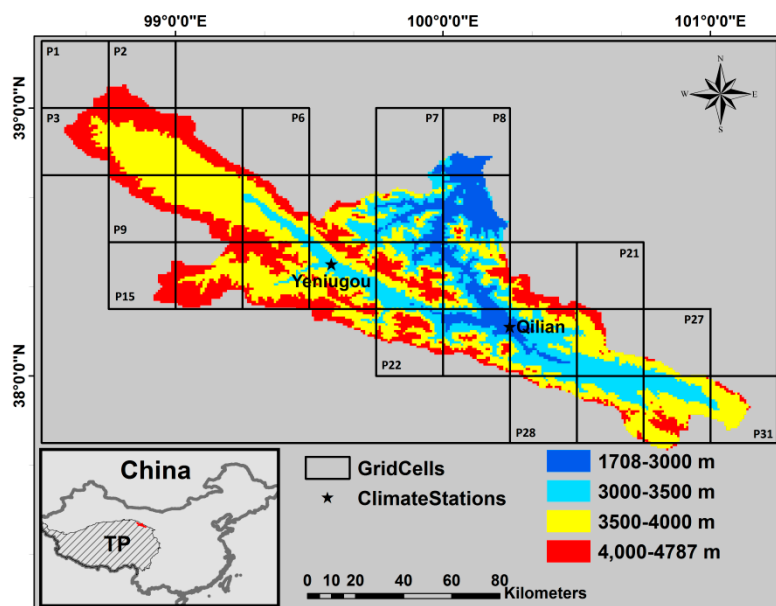 99°0'0"E
100°0'0"E
101°0'0"E
P1
P2
N
W
E
S
39°0'0"N
P3
P6
P7
P8
P9
Yeniugou
P21
P15
Qilian
P27
38°0'0"N
P22
P28
P31
China
TP
GridCells
ClimateStations
1708-3000 m
3000-3500 m
3500-4000 m
4,000-4787 m
0 5 10 20 40 60 80
Kilometers